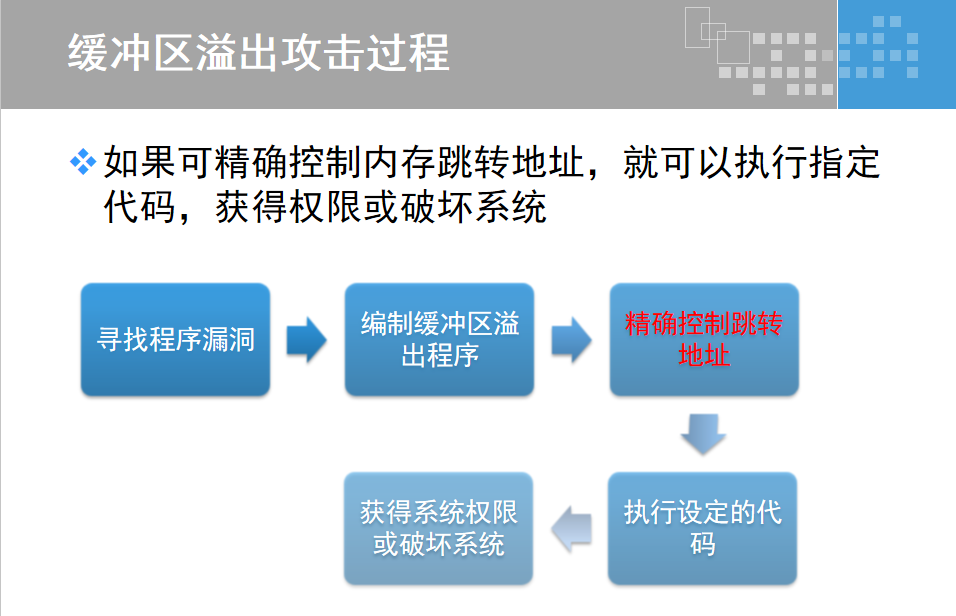 缓冲区溢出攻击过程
如果可精确控制内存跳转地址，就可以执行指定
代码，获得权限或破坏系统
寻找程序漏洞
编制缓冲区溢
出程序
精确控制跳转
地址
执行设定的代
码
获得系统权限
或破坏系统